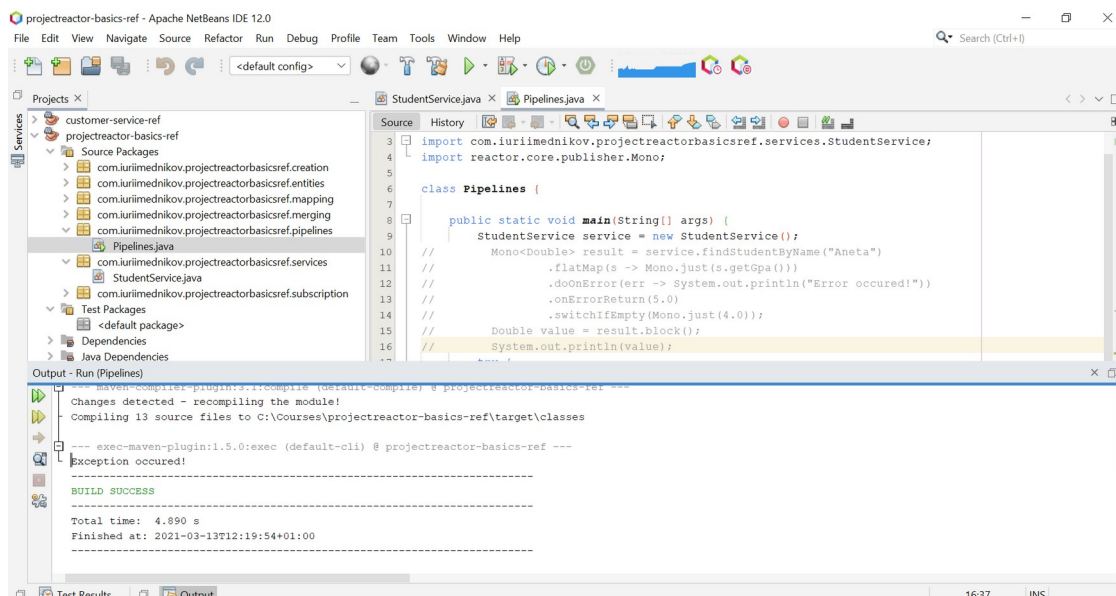 projectreactor-basics-ref - Apache NetBeans IDE 12.0
File Edit View Navigate Source Refactor Run Debug Profile Team Tools Window Help
Search (Ctrl+I)
<default config>
Projects
StudentService.java
Pipelines.java
Services
customer-service-ref
projectreactor-basics-ref
Source Packages
com.iuriimednikov.projectreactorbasicsref.creation
com.iuriimednikov.projectreactorbasicsref.entities
com.iuriimednikov.projectreactorbasicsref.mapping
com.iuriimednikov.projectreactorbasicsref.merging
com.iuriimednikov.projectreactorbasicsref.pipelines
Pipelines.java
com.iuriimednikov.projectreactorbasicsref.services
StudentService.java
com.iuriimednikov.projectreactorbasicsref.subscription
Test Packages
<default package>
Dependencies
Java Dependencies
Source History
3 import com.iuriimednikov.projectreactorbasicsref.services.StudentService;
4 import reactor.core.publisher.Mono;
5
6 class Pipelines {
7
8 public static void main(String[] args) {
9 StudentService service = new StudentService();
10 // Mono<Double> result = service.findStudentByName("Aneta")
11 // .flatMap(s -> Mono.just(s.getGpa()))
12 // .doOnError(err -> System.out.println("Error occured!"))
13 // .onErrorReturn(5.0)
14 // .switchIfEmpty(Mono.just(4.0));
15 // Double value = result.block();
16 // System.out.println(value);
Output - Run (Pipelines)
--- maven-compiler-plugin:3.1:compile (default-compile) @ projectreactor-basics-ref ---
Changes detected - recompiling the module!
Compiling 13 source files to C:\Courses\projectreactor-basics-ref\target\classes
--- exec-maven-plugin:1.5.0:exec (default-cli) @ projectreactor-basics-ref ---
Exception occured!
------------------------------------------------------------------------
BUILD SUCCESS
------------------------------------------------------------------------
Total time: 4.890 s
Finished at: 2021-03-13T12:19:54+01:00
------------------------------------------------------------------------
Test Results
Output
16:37 INS